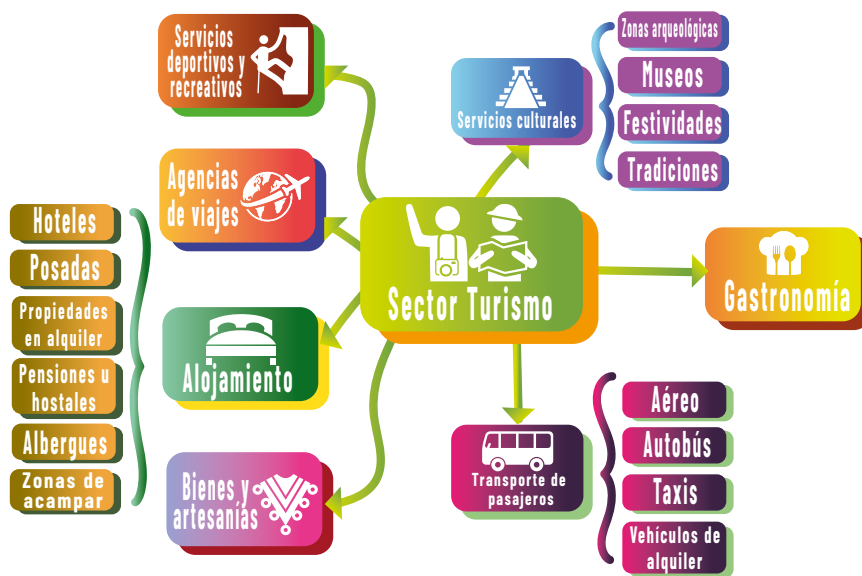 Servicios
deportivos y
recreativos
Agencias
de viajes
Hoteles
Posadas
Propiedades
en alquiler
Pensiones u
hostales
Albergues
Zonas de
acampar
Alojamiento
Bienes y
artesanías
Sector Turismo
Servicios culturales
Zonas arqueológicas
Museos
Festividades
Tradiciones
Gastronomía
Transporte de
pasajeros
Aéreo
Autobús
Taxis
Vehículos de
alquiler